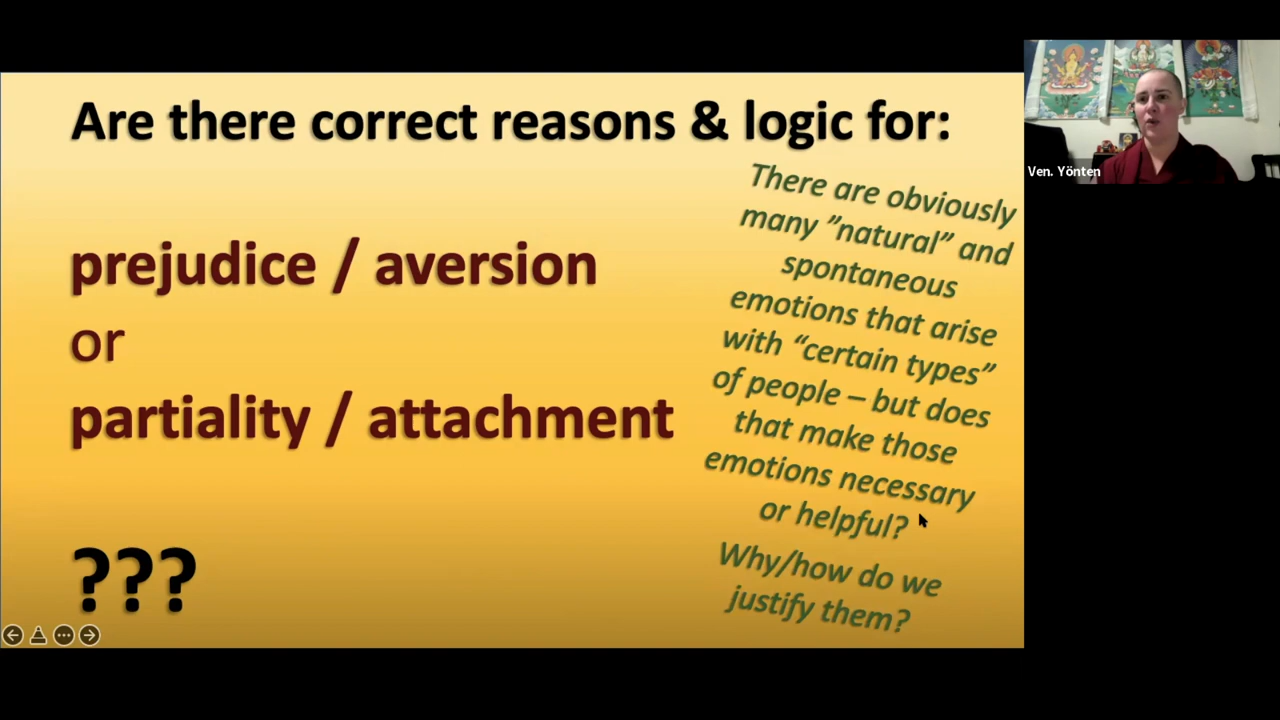 Are there correct reasons & logic for:
prejudice / aversion
or
partiality / attachment
???
There are obviously
many ”natural” and
spontaneous
emotions that arise
with “certain types”
of people – but does
that make those
emotions necessary
or helpful?
Why/how do we
justify them?
Ven. Yönten